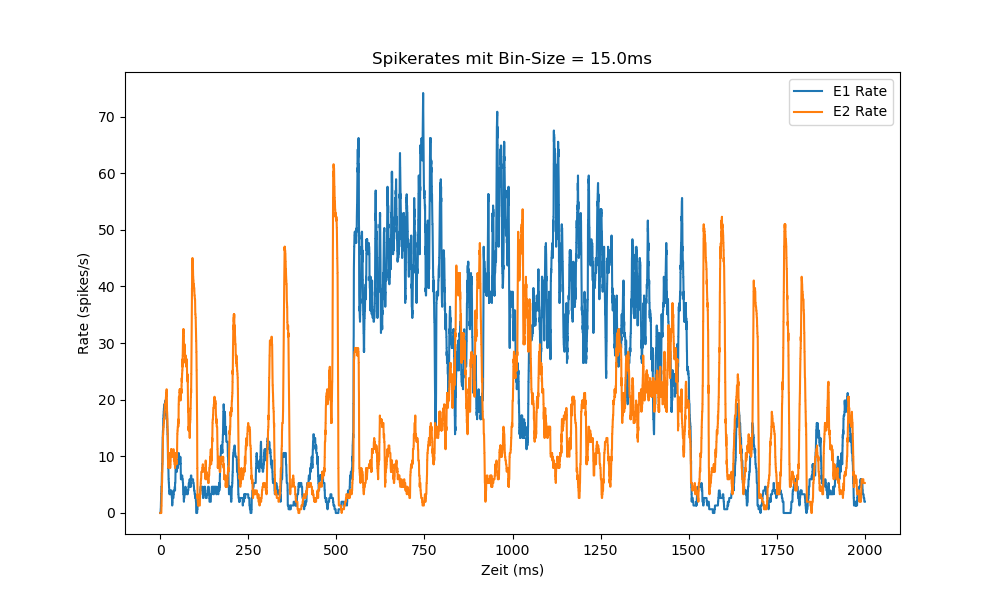 Spikerates mit Bin-Size = 15.0ms
E1 Rate
E2 Rate
Rate (spikes/s)
70
60
50
40
30
20
10
0
0 250 500 750 1000 1250 1500 1750 2000
Zeit (ms)